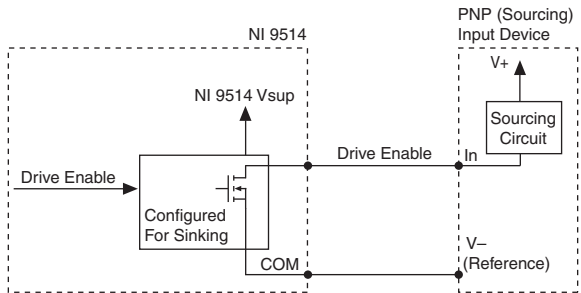 PNP (Sourcing)
Input Device
NI 9514
V+
NI 9514 Vsup
Sourcing
Circuit
Drive Enable
In
Drive Enable
Configured
For Sinking
V–
(Reference)
COM